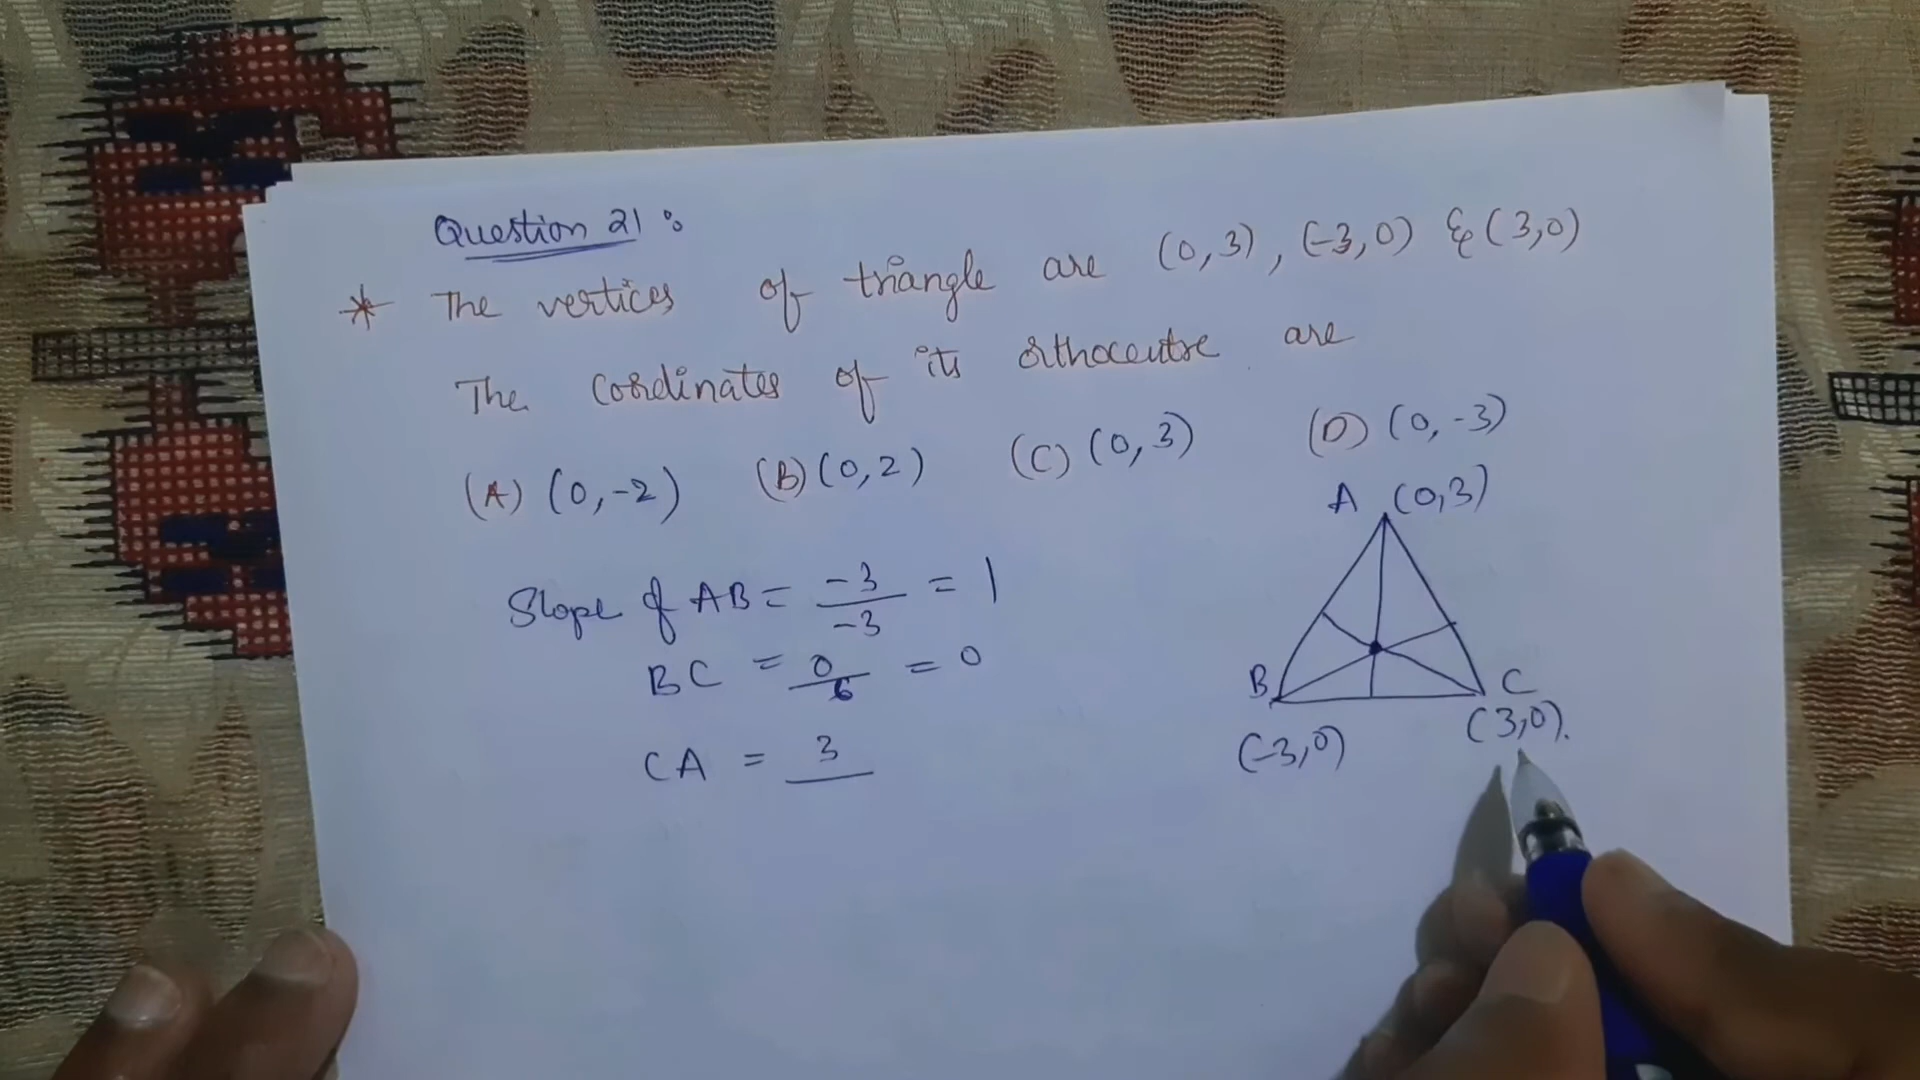 Question 21 :
* The vertices of triangle are (0,3), (-3,0) & (3,0)
The coordinates of its orthocentre are
(A) (0,-2) (B) (0,2) (C) (0,3) (D) (0,-3)
A (0,3)
Slope of AB = -3/-3 = 1
BC = 0/6 = 0
CA = 3
B C
(-3,0) (3,0).